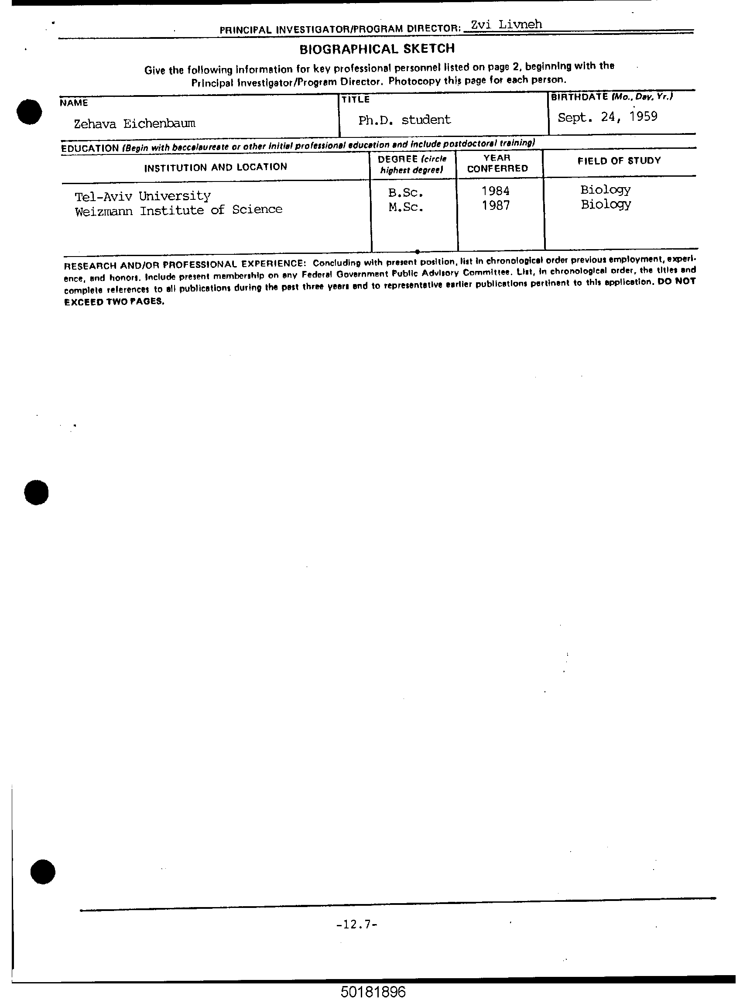 PRINCIPAL INVESTIGATOR/PROGRAM DIRECTOR: Zvi Livneh
BIOGRAPHICAL SKETCH
Give the following information for key professional personnel listed on page 2, beginning with the
Principal Investigator/Program Director. Photocopy this page for each person.
NAME TITLE BIRTHDATE (Mo., Day, Yr.)
Zehava Eichenbaum Ph.D. student Sept. 24, 1959
EDUCATION (Begin with baccalaureate or other initial professional education and include postdoctoral training)
INSTITUTION AND LOCATION DEGREE (circle highest degree) YEAR CONFERRED FIELD OF STUDY
Tel-Aviv University B.Sc. 1984 Biology
Weizmann Institute of Science M.Sc. 1987 Biology
RESEARCH AND/OR PROFESSIONAL EXPERIENCE: Concluding with present position, list in chronological order previous employment, experi-
ence, and honors. Include present membership on any Federal Government Public Advisory Committee. List, in chronological order, the titles and
complete references to all publications during the past three years and to representative earlier publications pertinent to this application. DO NOT
EXCEED TWO PAGES.
-12.7-
50181896